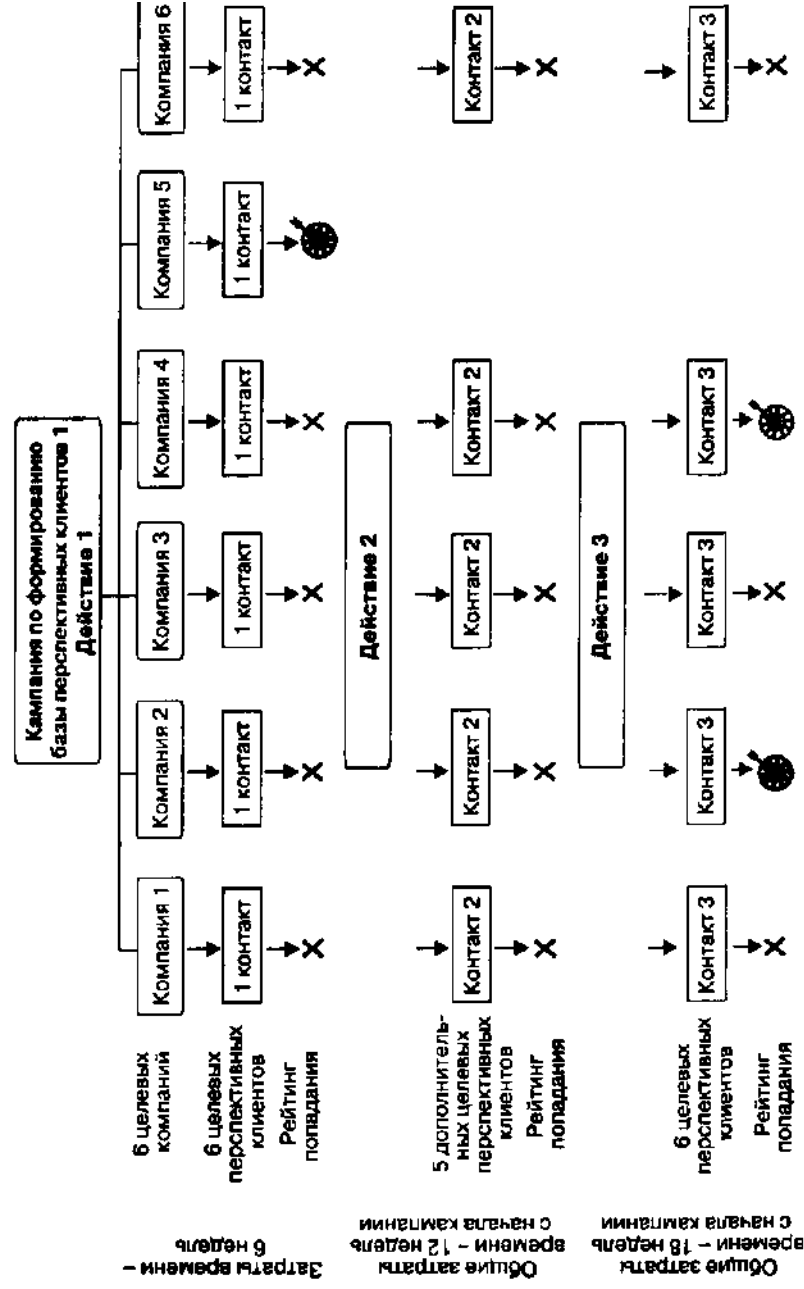 Кампания по формированию
базы перспективных клиентов 1
Действие 1
6 целевых
компаний
Компания 1
Компания 2
Компания 3
Компания 4
Компания 5
Компания 6
6 целевых
перспективных
клиентов
1 контакт
1 контакт
1 контакт
1 контакт
1 контакт
1 контакт
Рейтинг
попадания
Затраты времени –
6 недель
Действие 2
5 дополнитель-
ных целевых
перспективных
клиентов
Контакт 2
Контакт 2
Контакт 2
Контакт 2
Контакт 2
Рейтинг
попадания
Общие затраты
времени – 12 недель
с начала кампании
Действие 3
6 целевых
перспективных
клиентов
Контакт 3
Контакт 3
Контакт 3
Контакт 3
Контакт 3
Рейтинг
попадания
Общие затраты
времени – 18 недель
с начала кампании